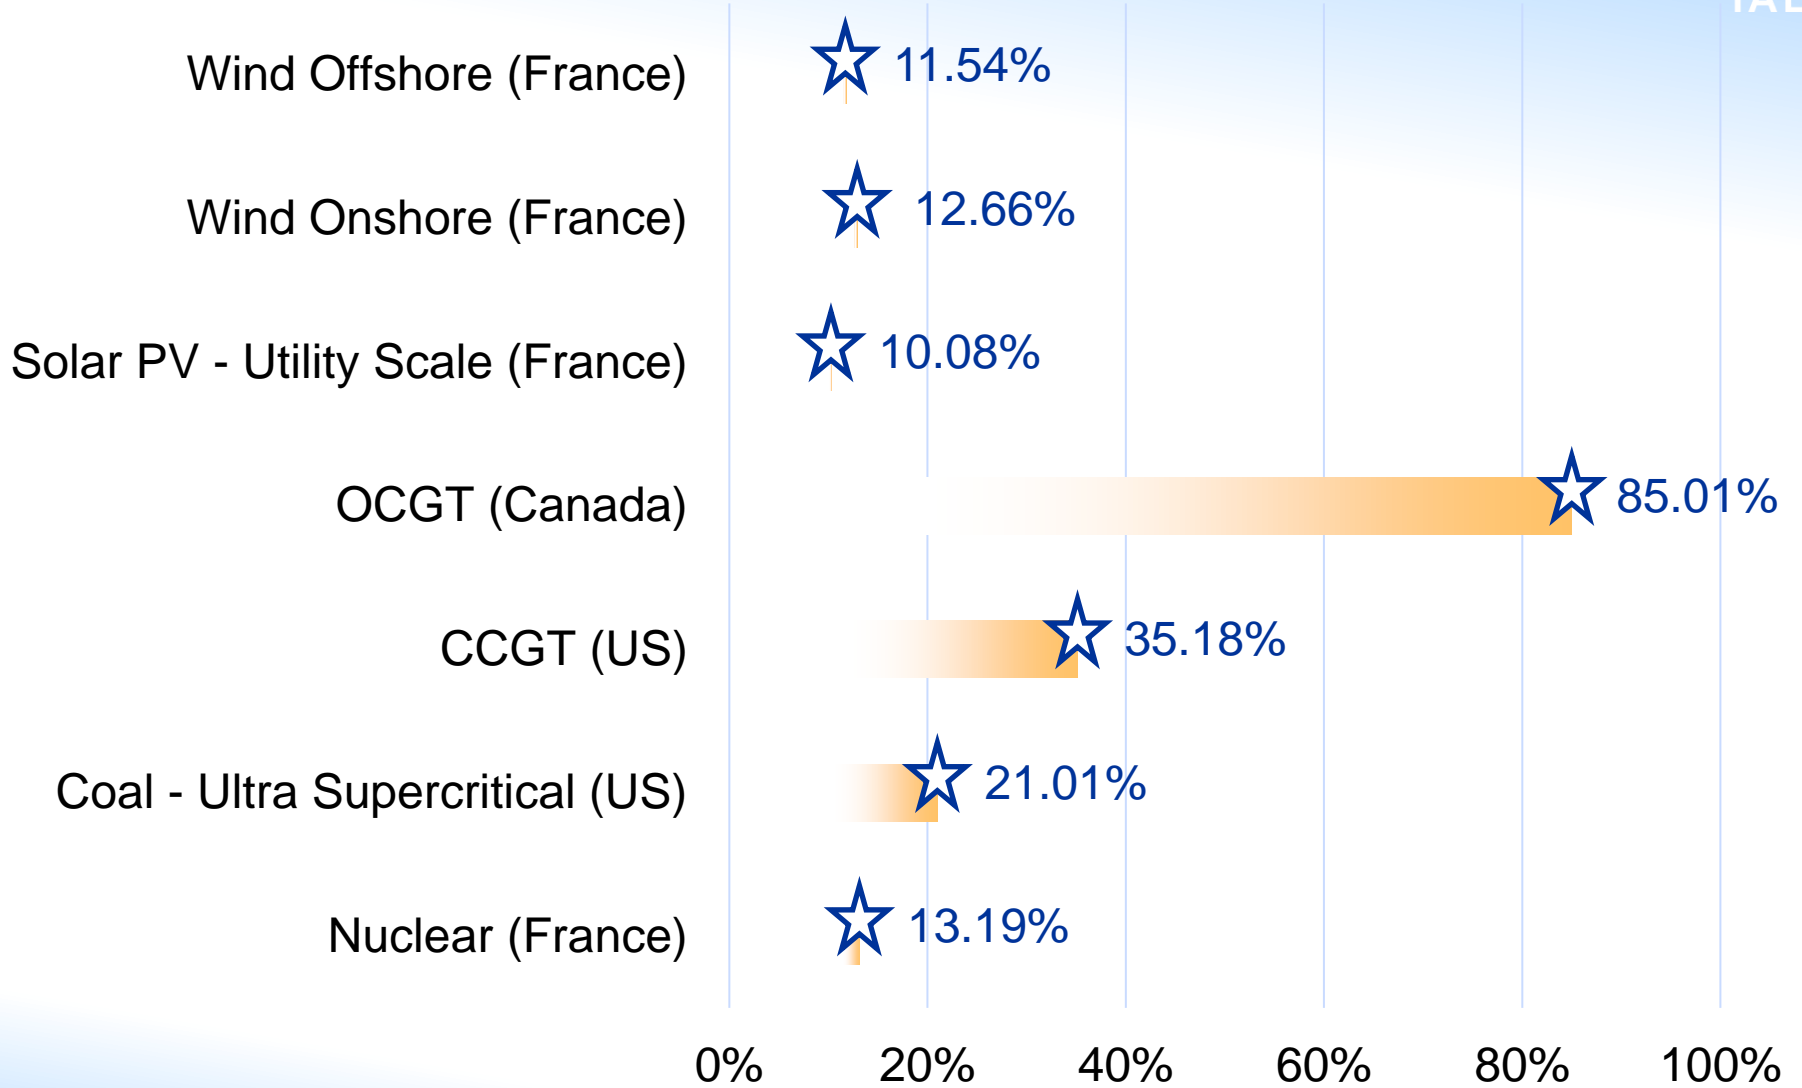 Wind Offshore (France) 11.54%
Wind Onshore (France) 12.66%
Solar PV - Utility Scale (France) 10.08%
OCGT (Canada) 85.01%
CCGT (US) 35.18%
Coal - Ultra Supercritical (US) 21.01%
Nuclear (France) 13.19%
0% 20% 40% 60% 80% 100%